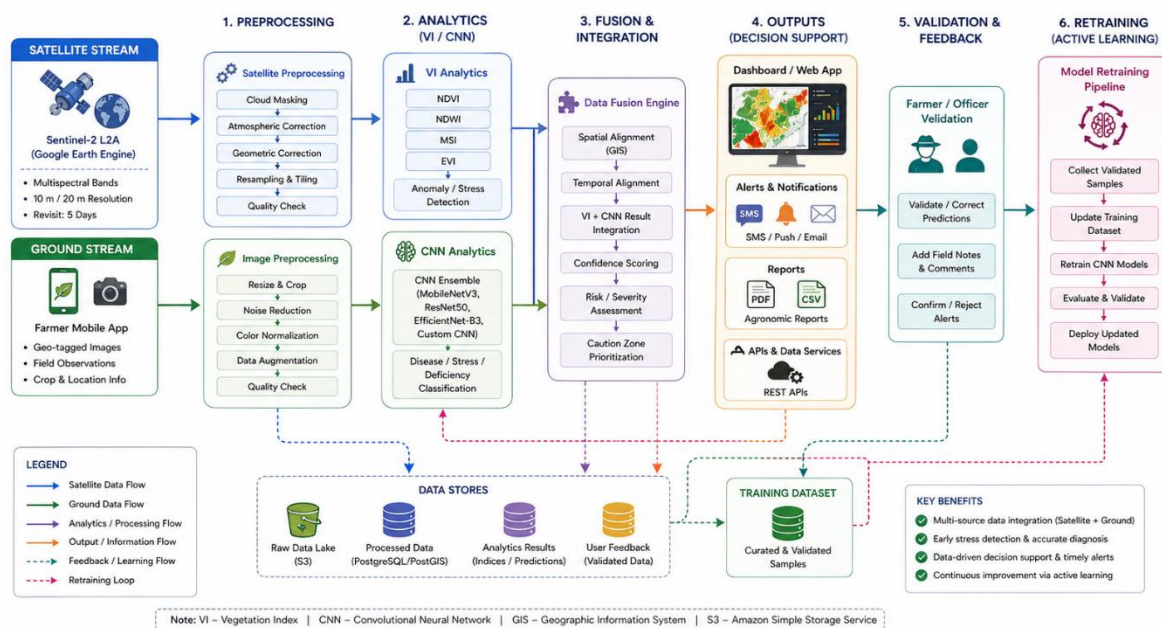 1. PREPROCESSING
2. ANALYTICS
(VI / CNN)
3. FUSION &
INTEGRATION
4. OUTPUTS
(DECISION SUPPORT)
5. VALIDATION &
FEEDBACK
6. RETRAINING
(ACTIVE LEARNING)
SATELLITE STREAM
Sentinel-2 L2A
(Google Earth Engine)
• Multispectral Bands
• 10 m / 20 m Resolution
• Revisit: 5 Days
GROUND STREAM
Farmer Mobile App
• Geo-tagged Images
• Field Observations
• Crop & Location Info
Satellite Preprocessing
Cloud Masking
Atmospheric Correction
Geometric Correction
Resampling & Tiling
Quality Check
Image Preprocessing
Resize & Crop
Noise Reduction
Color Normalization
Data Augmentation
Quality Check
VI Analytics
NDVI
NDWI
MSI
EVI
Anomaly / Stress
Detection
CNN Analytics
CNN Ensemble
(MobileNetV3,
ResNet50,
EfficientNet-B3,
Custom CNN)
Disease / Stress /
Deficiency
Classification
Data Fusion Engine
Spatial Alignment
(GIS)
Temporal Alignment
VI + CNN Result
Integration
Confidence Scoring
Risk / Severity
Assessment
Caution Zone
Prioritization
Dashboard / Web App
Alerts & Notifications
SMS
SMS / Push / Email
Reports
PDF
CSV
Agronomic Reports
APIs & Data Services
REST APIs
Farmer / Officer
Validation
Validate / Correct
Predictions
Add Field Notes
& Comments
Confirm / Reject
Alerts
Model Retraining
Pipeline
Collect Validated
Samples
Update Training
Dataset
Retrain CNN Models
Evaluate & Validate
Deploy Updated
Models
LEGEND
Satellite Data Flow
Ground Data Flow
Analytics / Processing Flow
Output / Information Flow
Feedback / Learning Flow
Retraining Loop
DATA STORES
Raw Data Lake
(S3)
Processed Data
(PostgreSQL/PostGIS)
Analytics Results
(Indices / Predictions)
User Feedback
(Validated Data)
TRAINING DATASET
Curated & Validated
Samples
KEY BENEFITS
Multi-source data integration (Satellite + Ground)
Early stress detection & accurate diagnosis
Data-driven decision support & timely alerts
Continuous improvement via active learning
Note: VI – Vegetation Index | CNN – Convolutional Neural Network | GIS – Geographic Information System | S3 – Amazon Simple Storage Service